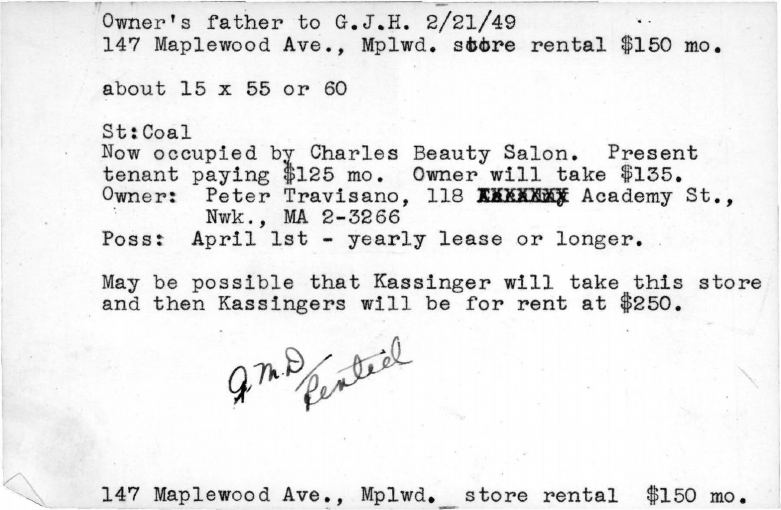 Owner's father to G.J.H. 2/21/49
147 Maplewood Ave., Mplwd. store rental $150 mo.
about 15 x 55 or 60
St:Coal
Now occupied by Charles Beauty Salon. Present
tenant paying $125 mo. Owner will take $135.
Owner: Peter Travisano, 118 Academy St.,
Nwk., MA 2-3266
Poss: April 1st - yearly lease or longer.
May be possible that Kassinger will take this store
and then Kassingers will be for rent at $250.
147 Maplewood Ave., Mplwd. store rental $150 mo.